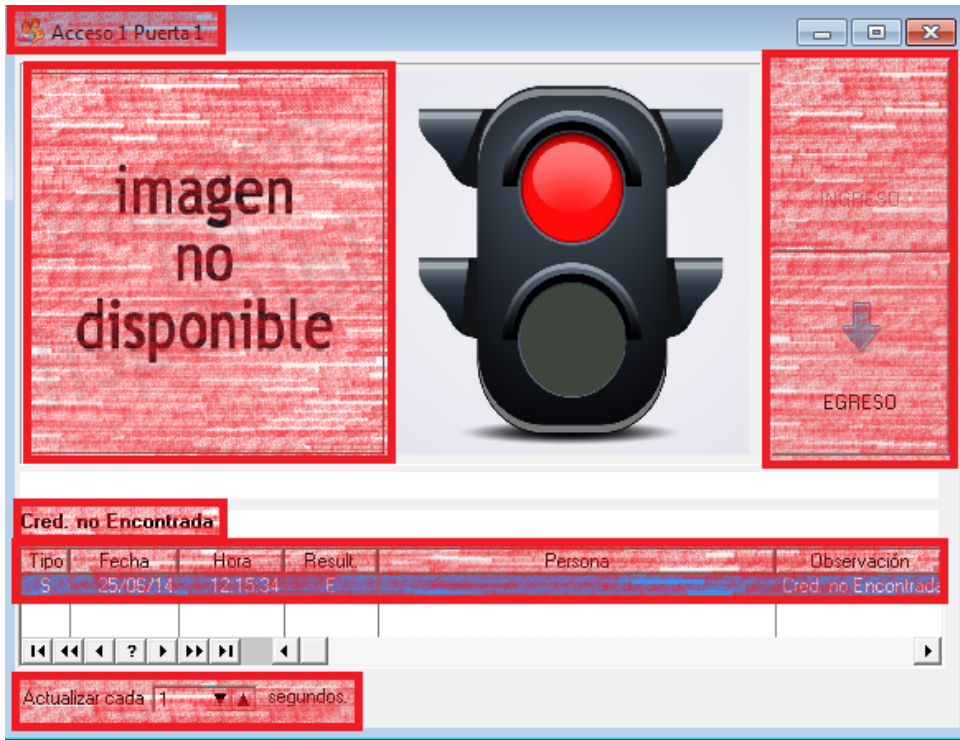 Acceso 1 Puerta 1
imagen
no
disponible
INGRESO
EGRESO
Cred. no Encontrada
Tipo Fecha Hora Result. Persona Observación
S 25/06/14 12:15:34 E Cred. no Encontrada
?
Actualizar cada 1 segundos.